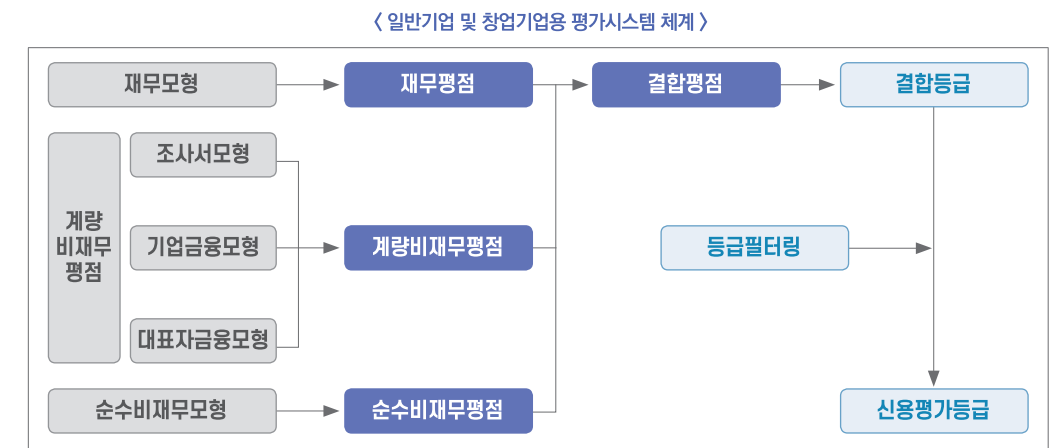 〈 일반기업 및 창업기업용 평가시스템 체계 〉
재무모형
재무평점
결합평점
결합등급
계량
비재무
평점
조사서모형
기업금융모형
대표자금융모형
계량비재무평점
등급필터링
순수비재무모형
순수비재무평점
신용평가등급